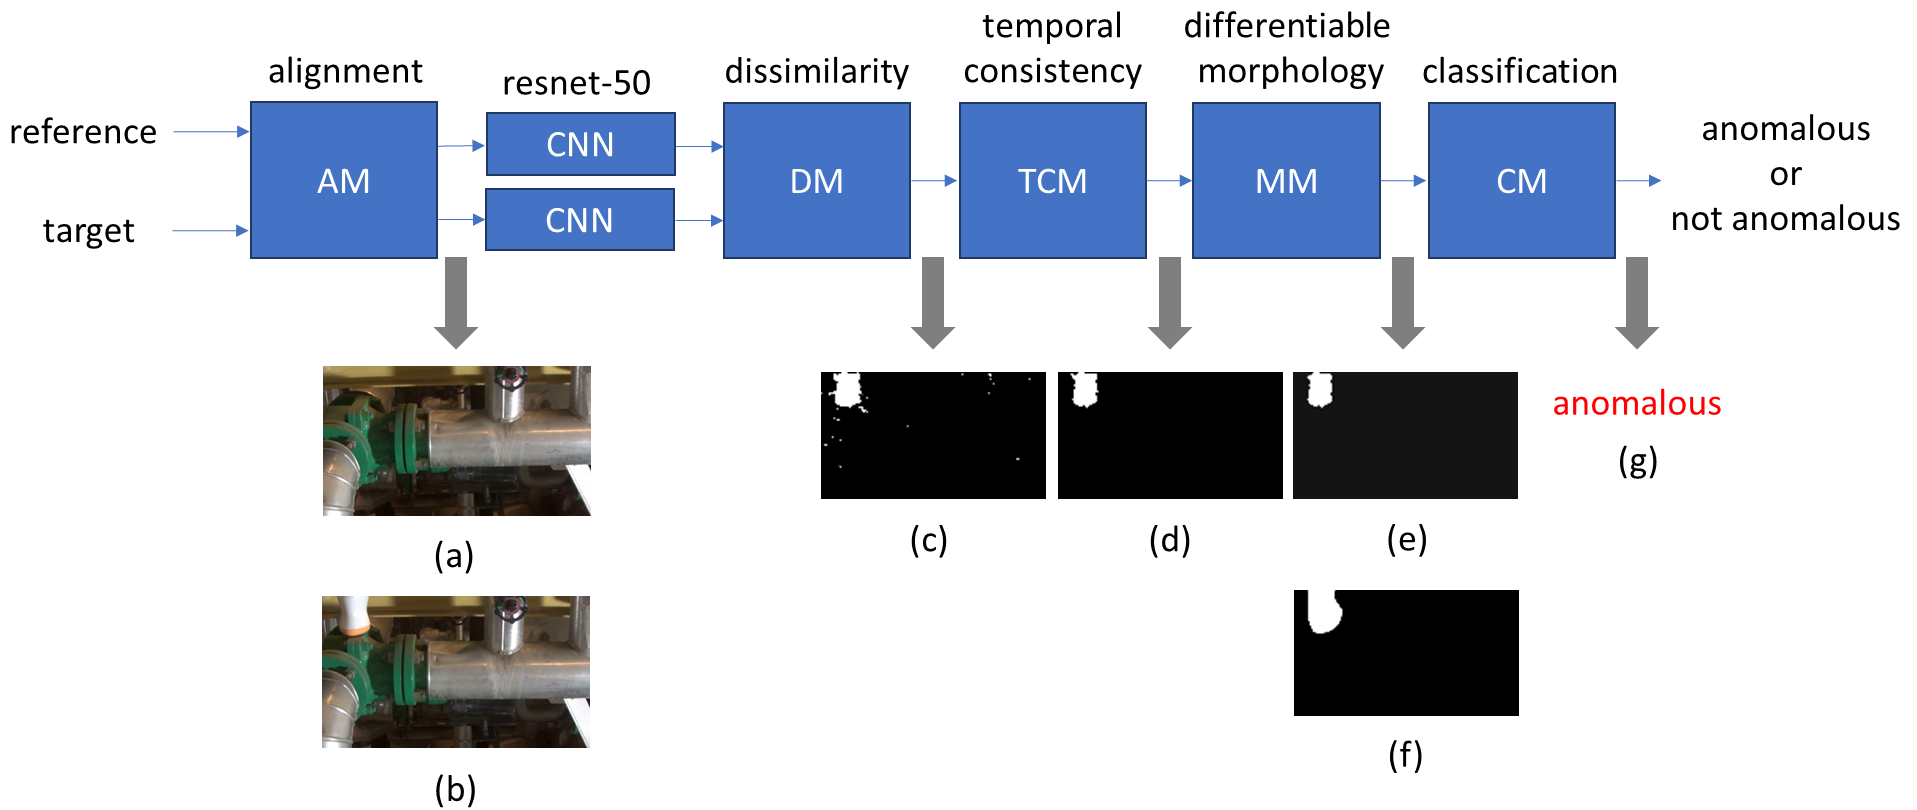 temporal
differentiable
alignment
resnet-50
dissimilarity
consistency
morphology
classification
reference
target
AM
CNN
CNN
DM
TCM
MM
CM
anomalous
or
not anomalous
anomalous
(g)
(a)
(c)
(d)
(e)
(b)
(f)